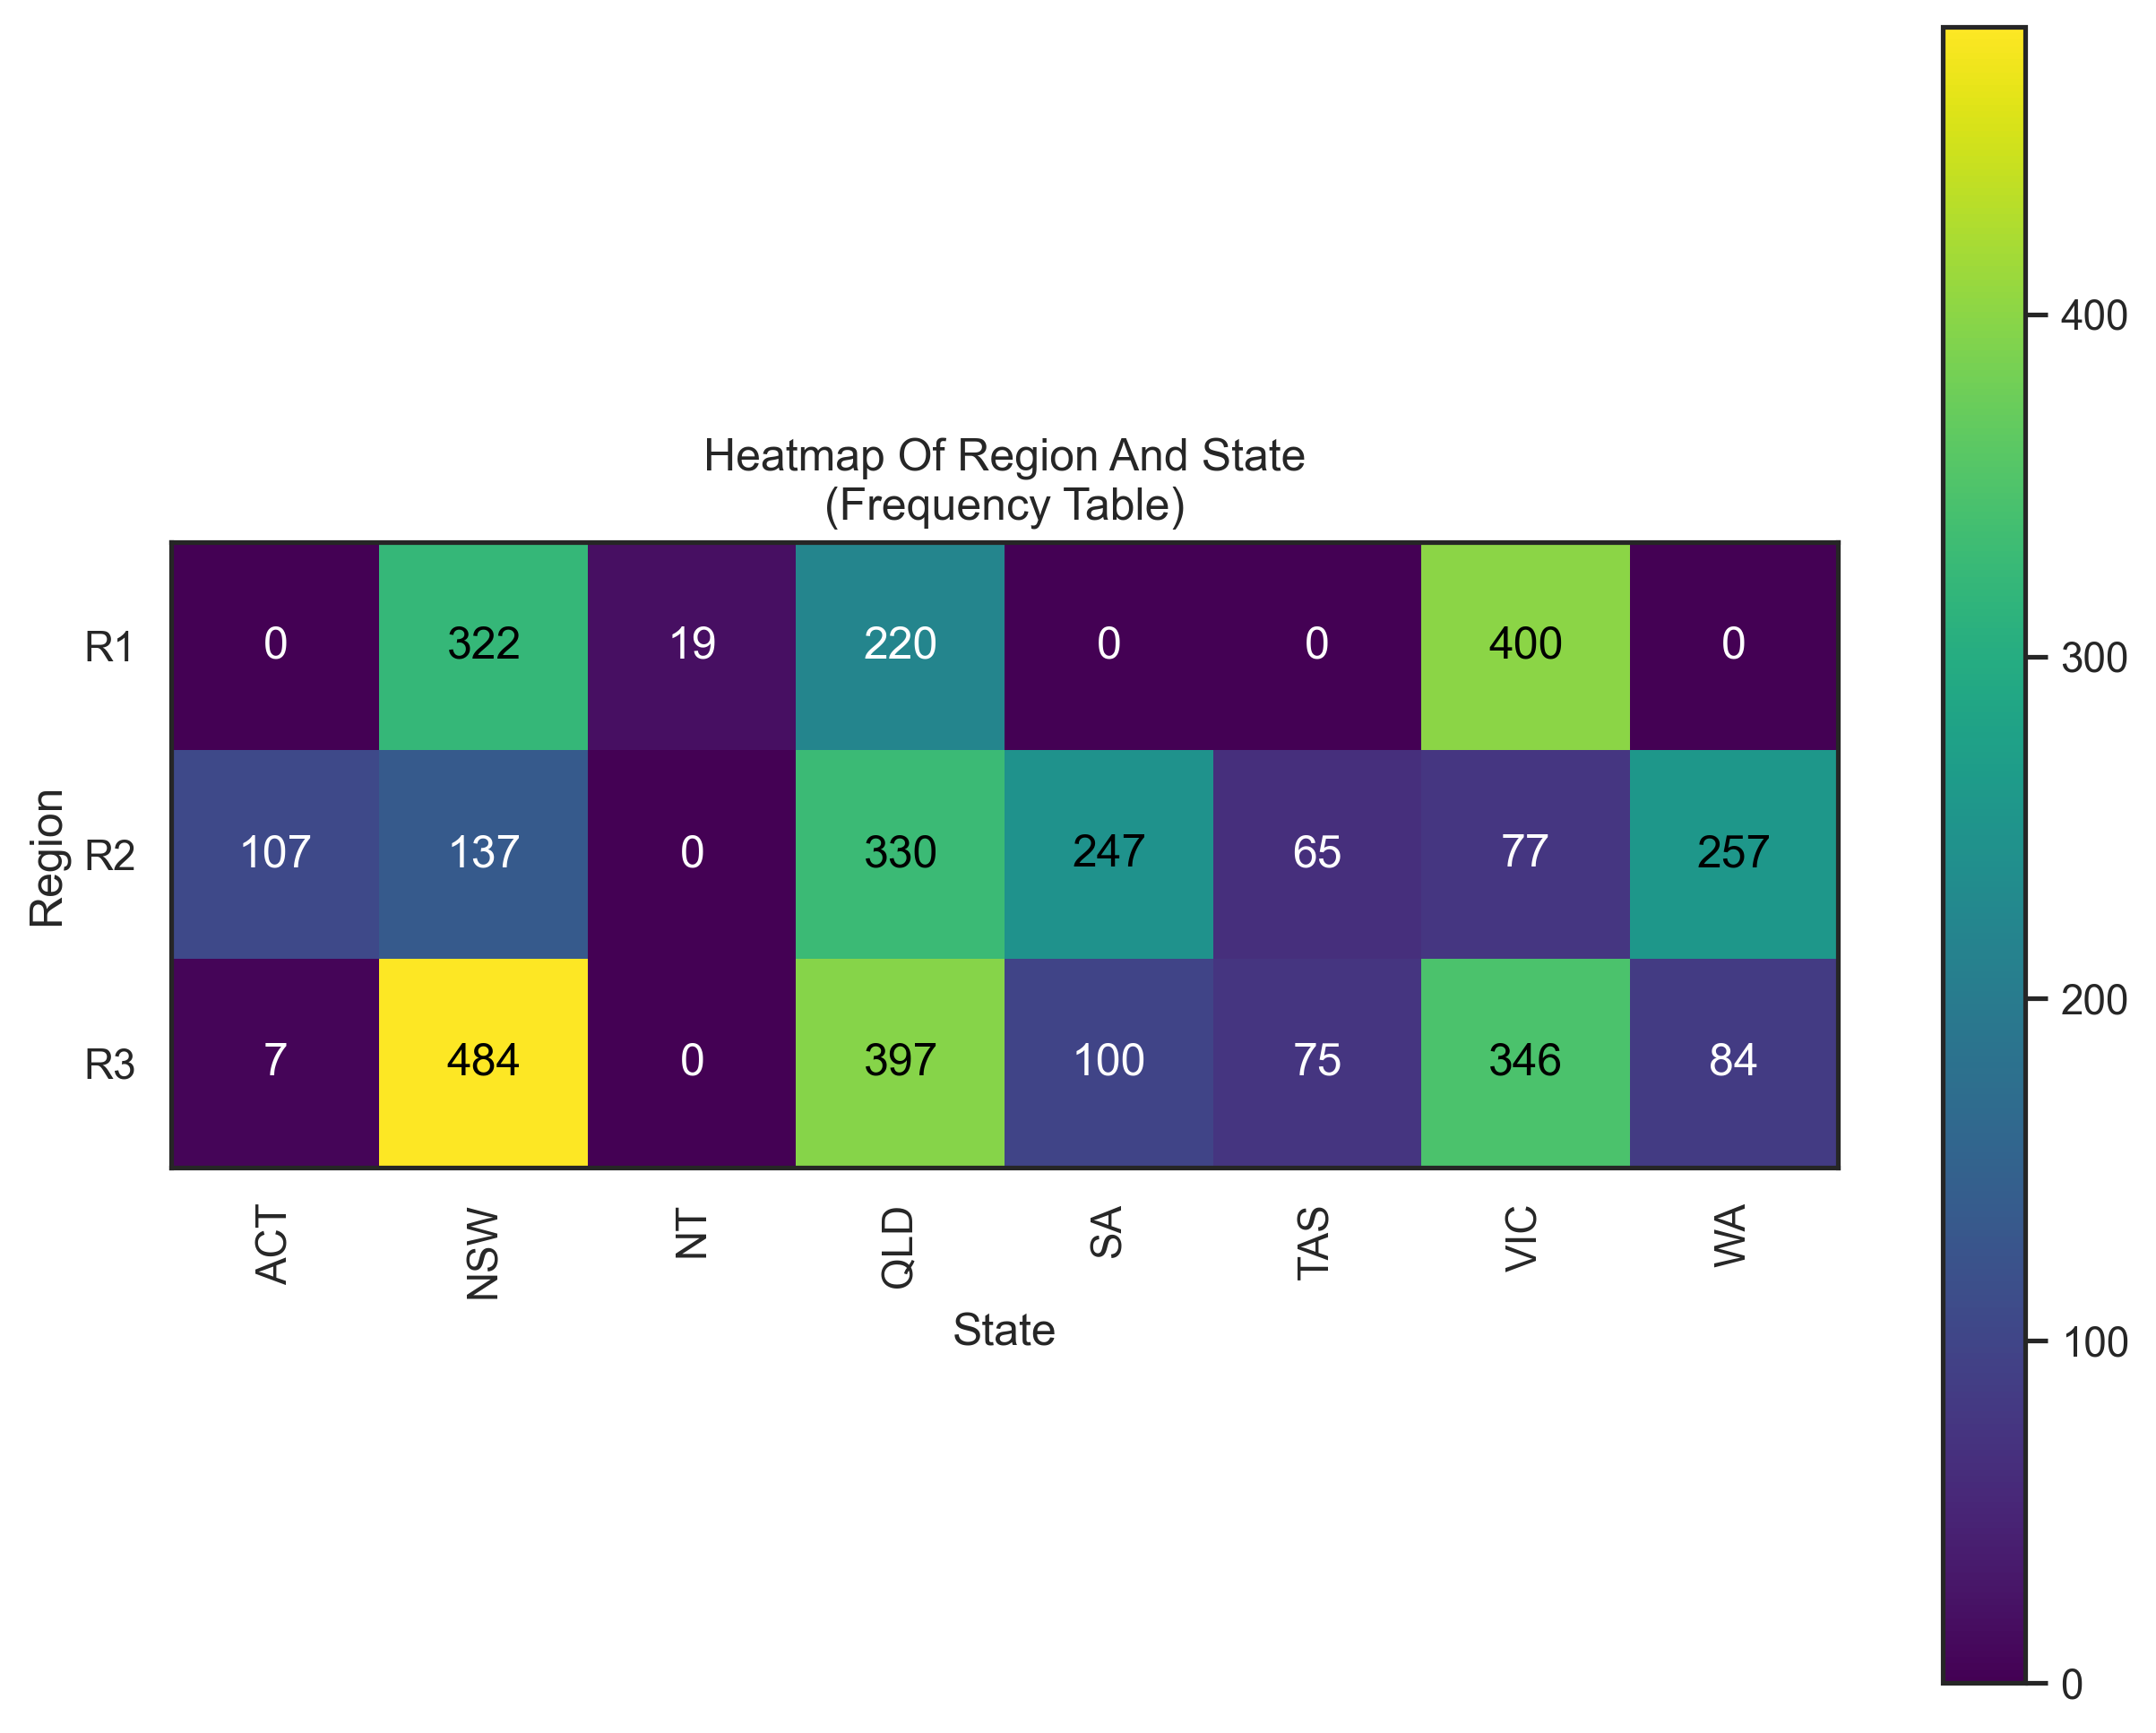 Heatmap Of Region And State
(Frequency Table)
R1 0 322 19 220 0 0 400 0
R2 107 137 0 330 247 65 77 257
R3 7 484 0 397 100 75 346 84
Region
ACT NSW NT QLD SA TAS VIC WA
State
400
300
200
100
0